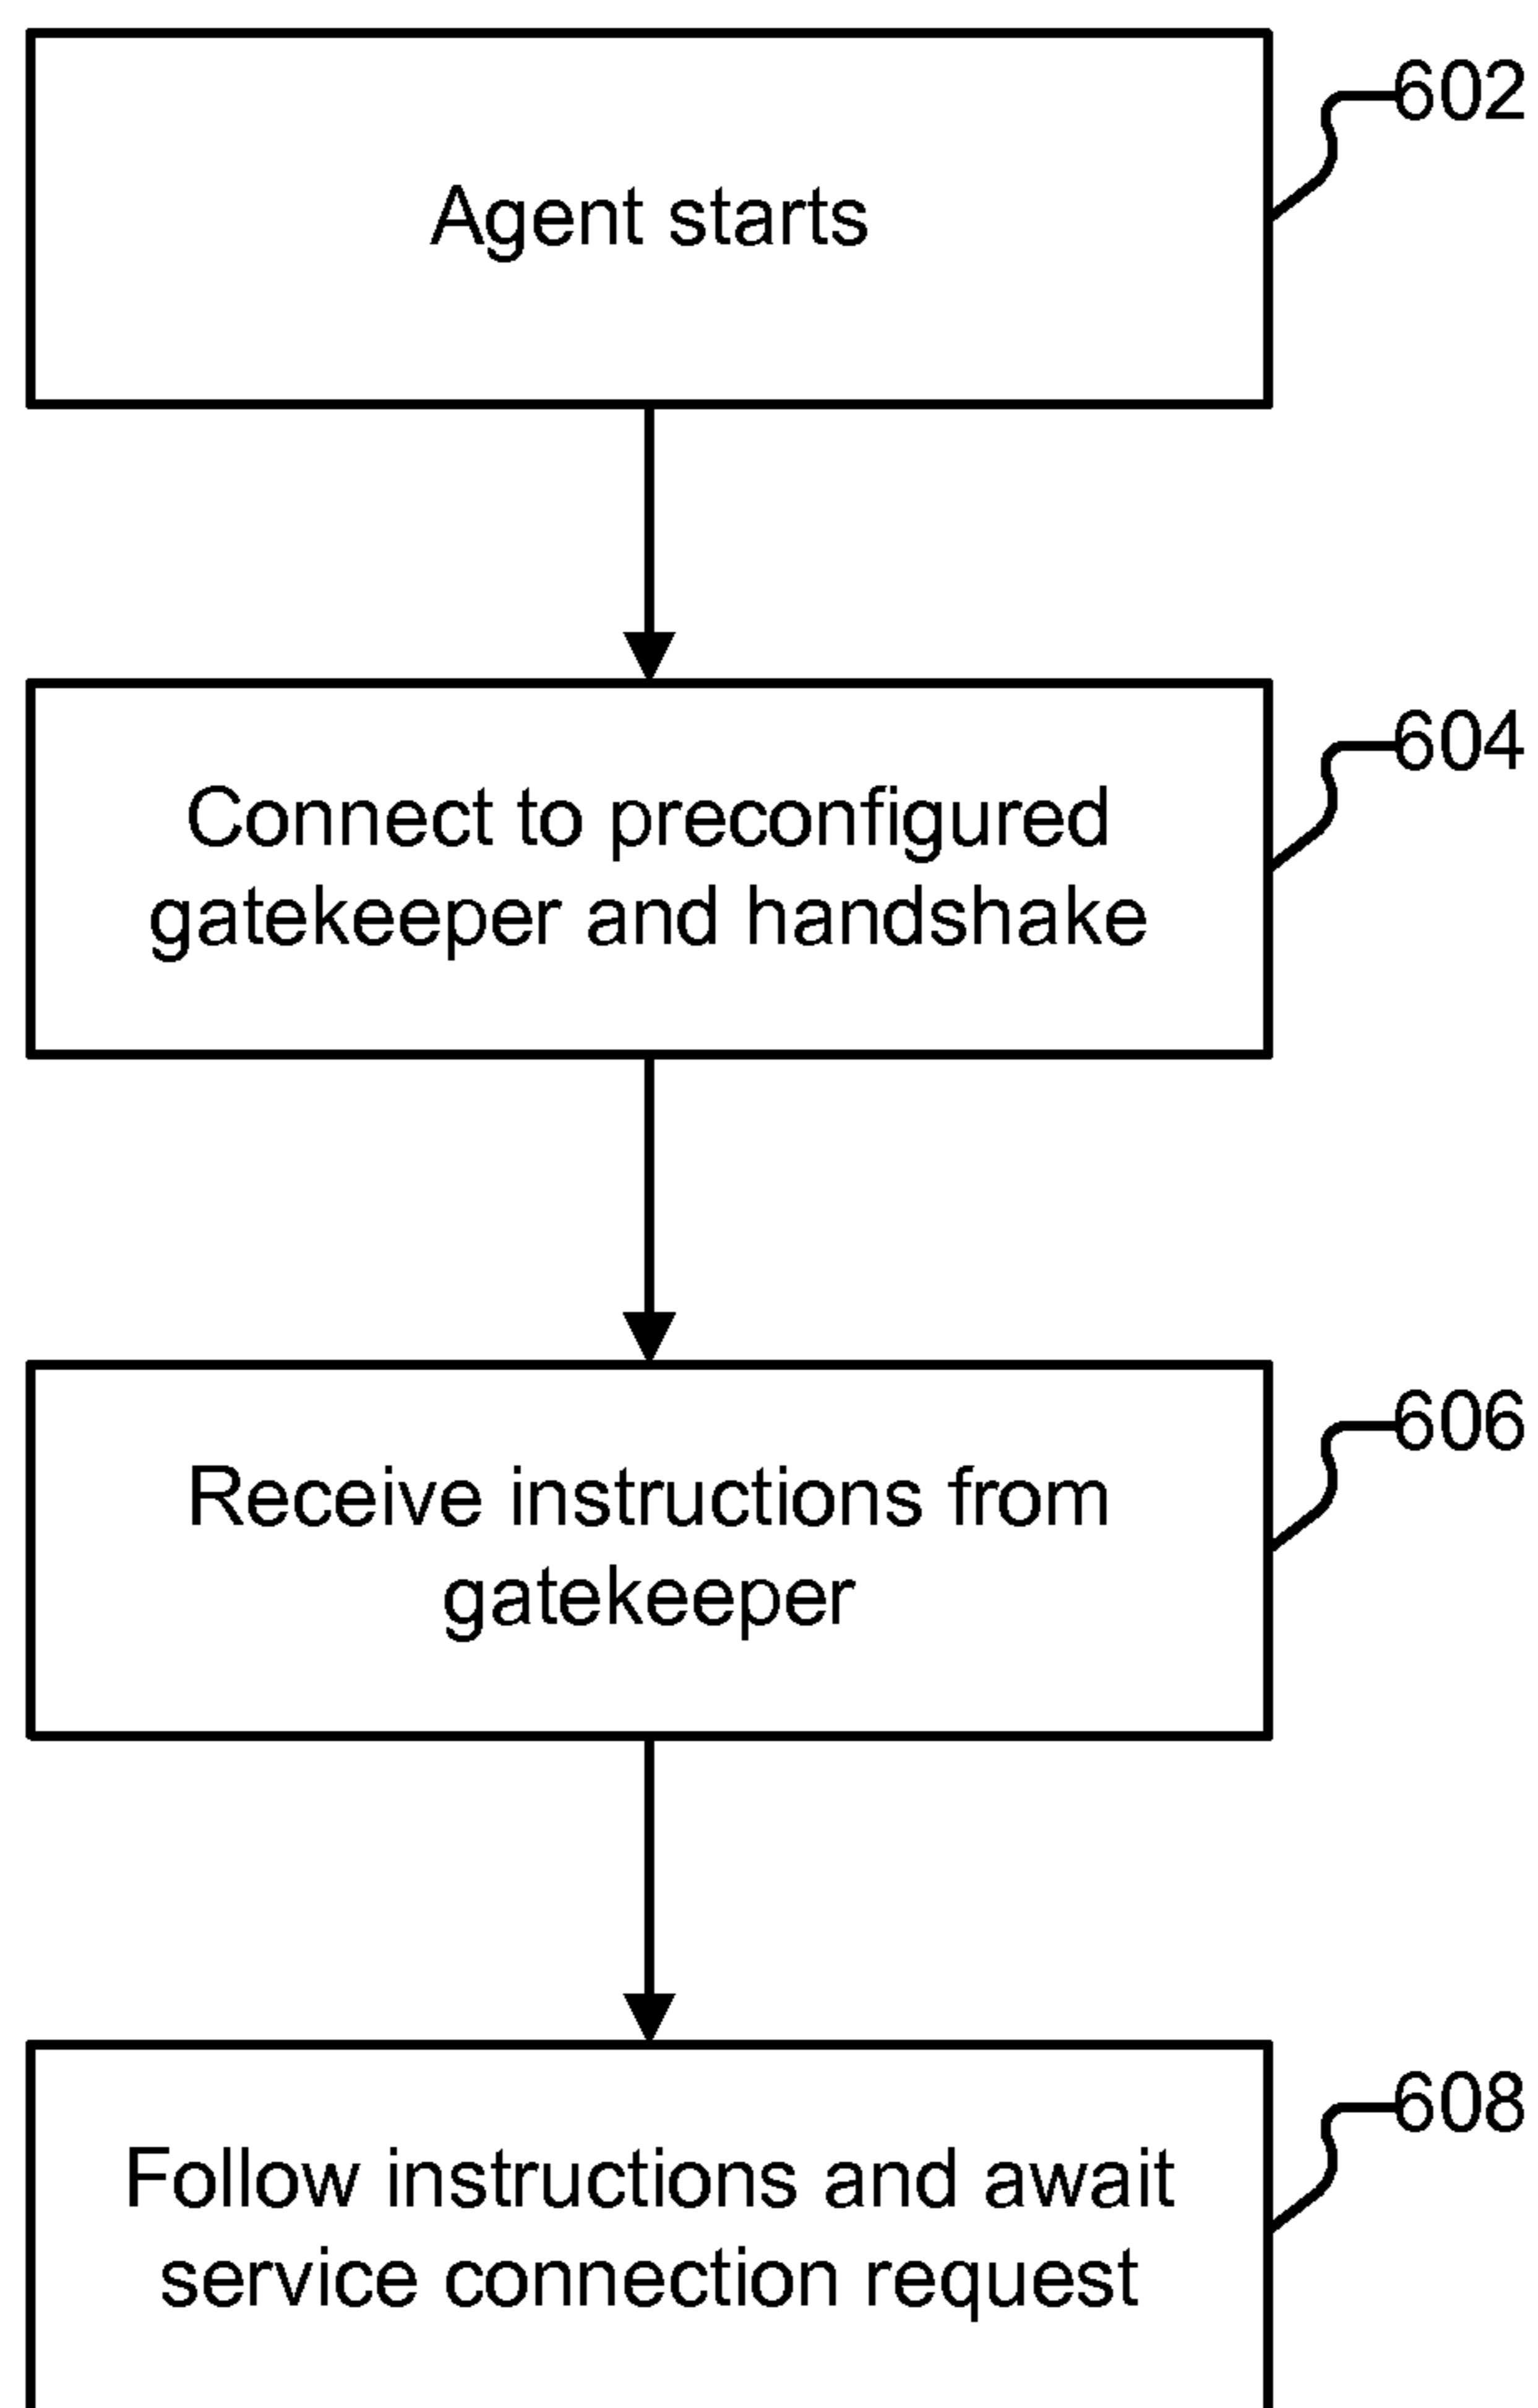 602
Agent starts
604
Connect to preconfigured
gatekeeper and handshake
606
Receive instructions from
gatekeeper
608
Follow instructions and await
service connection request